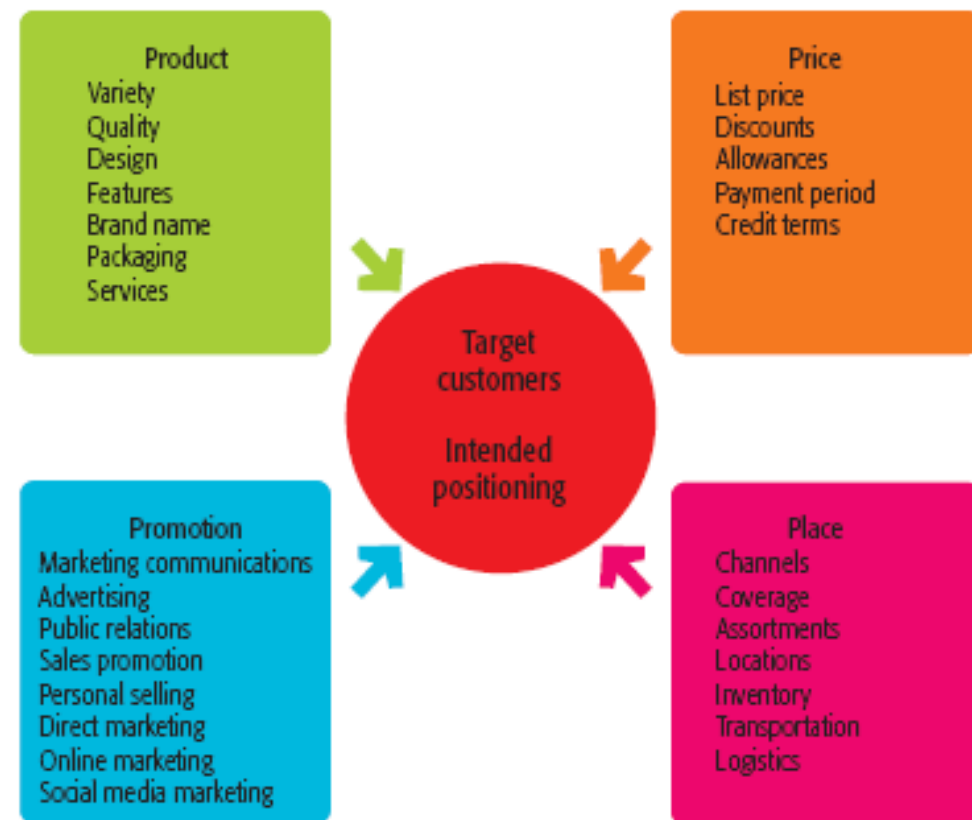 Product
Variety
Quality
Design
Features
Brand name
Packaging
Services
Price
List price
Discounts
Allowances
Payment period
Credit terms
Target
customers
Intended
positioning
Promotion
Marketing communications
Advertising
Public relations
Sales promotion
Personal selling
Direct marketing
Online marketing
Social media marketing
Place
Channels
Coverage
Assortments
Locations
Inventory
Transportation
Logistics